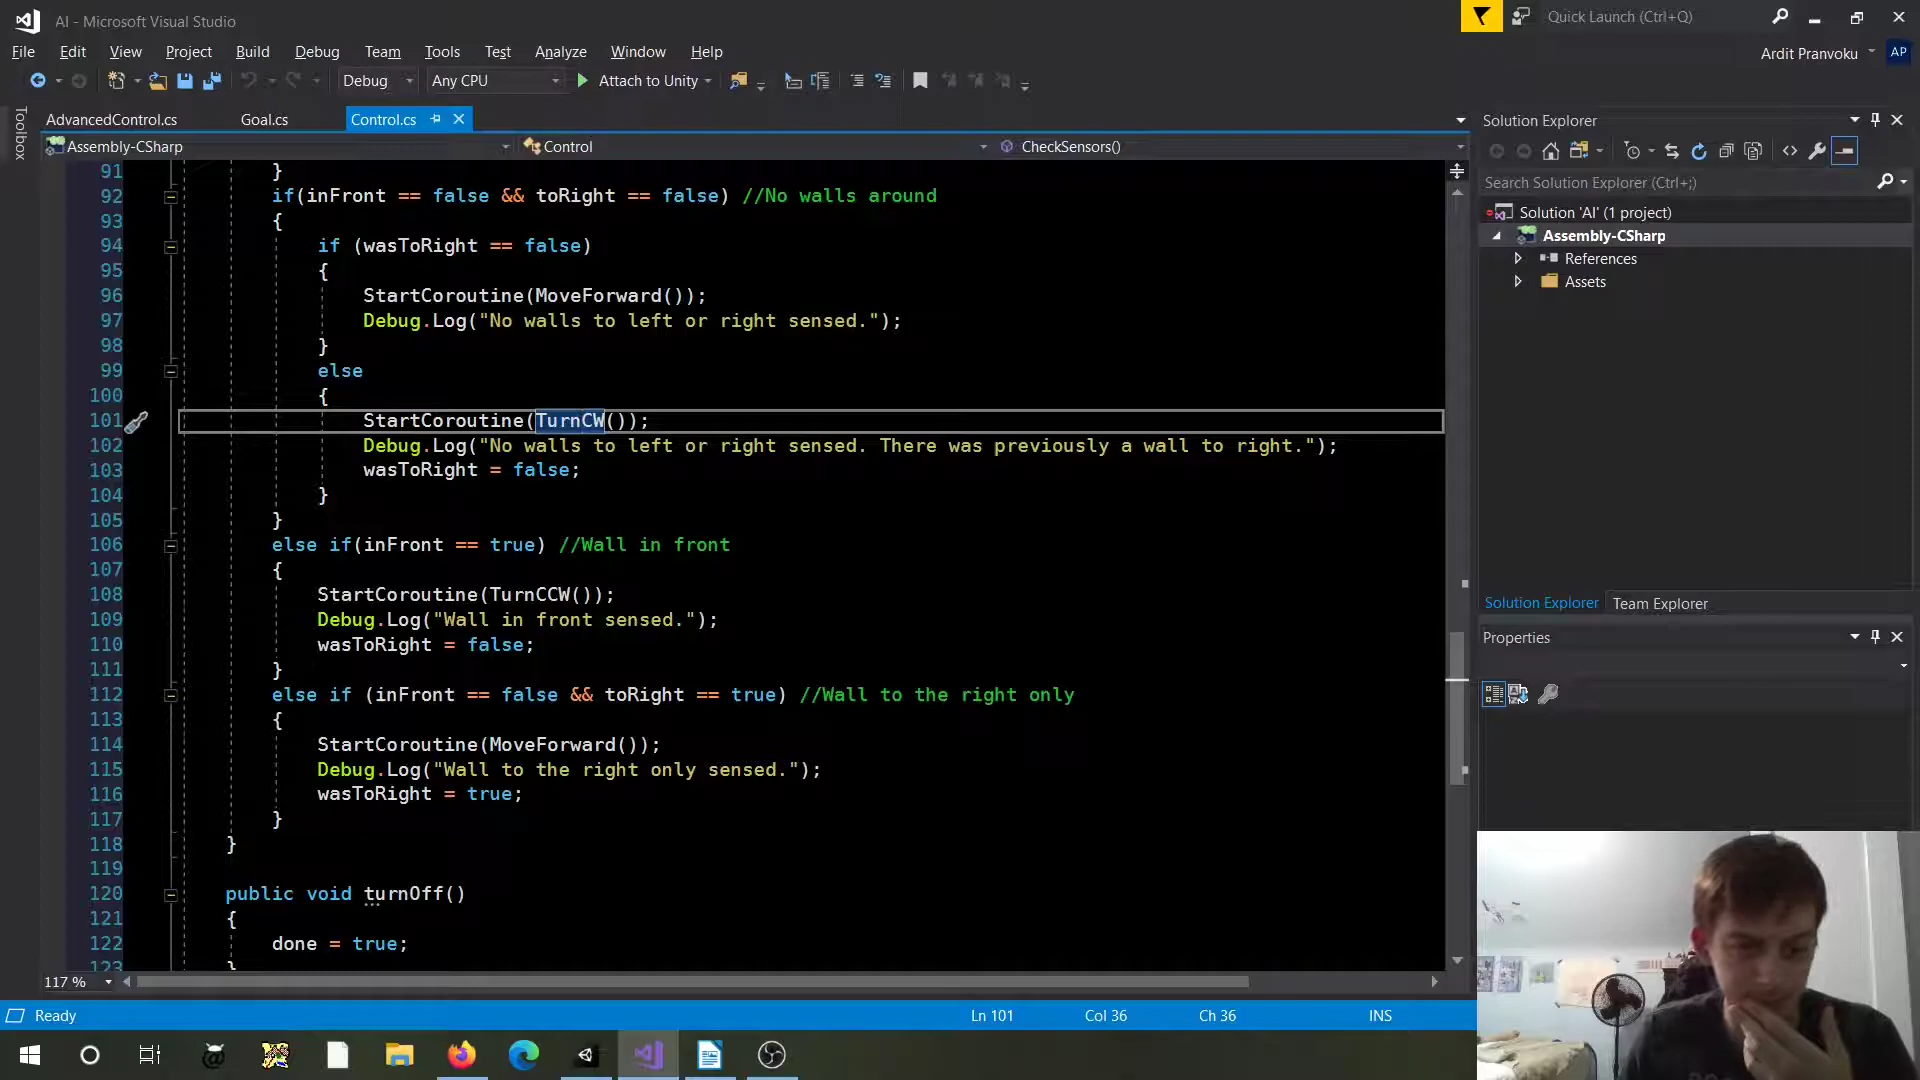 AI - Microsoft Visual Studio
Quick Launch (Ctrl+Q)
File Edit View Project Build Debug Team Tools Test Analyze Window Help
Ardit Pranvoku AP
Debug Any CPU Attach to Unity
Toolbox
AdvancedControl.cs Goal.cs Control.cs
Assembly-CSharp Control CheckSensors()
91 }
92 if(inFront == false && toRight == false) //No walls around
93 {
94 if (wasToRight == false)
95 {
96 StartCoroutine(MoveForward());
97 Debug.Log("No walls to left or right sensed.");
98 }
99 else
100 {
101 StartCoroutine(TurnCW());
102 Debug.Log("No walls to left or right sensed. There was previously a wall to right.");
103 wasToRight = false;
104 }
105 }
106 else if(inFront == true) //Wall in front
107 {
108 StartCoroutine(TurnCCW());
109 Debug.Log("Wall in front sensed.");
110 wasToRight = false;
111 }
112 else if (inFront == false && toRight == true) //Wall to the right only
113 {
114 StartCoroutine(MoveForward());
115 Debug.Log("Wall to the right only sensed.");
116 wasToRight = true;
117 }
118 }
119
120 public void turnOff()
121 {
122 done = true;
123 }
117 %
Ready Ln 101 Col 36 Ch 36 INS
Solution Explorer
Search Solution Explorer (Ctrl+;)
Solution 'AI' (1 project)
Assembly-CSharp
References
Assets
Solution Explorer Team Explorer
Properties